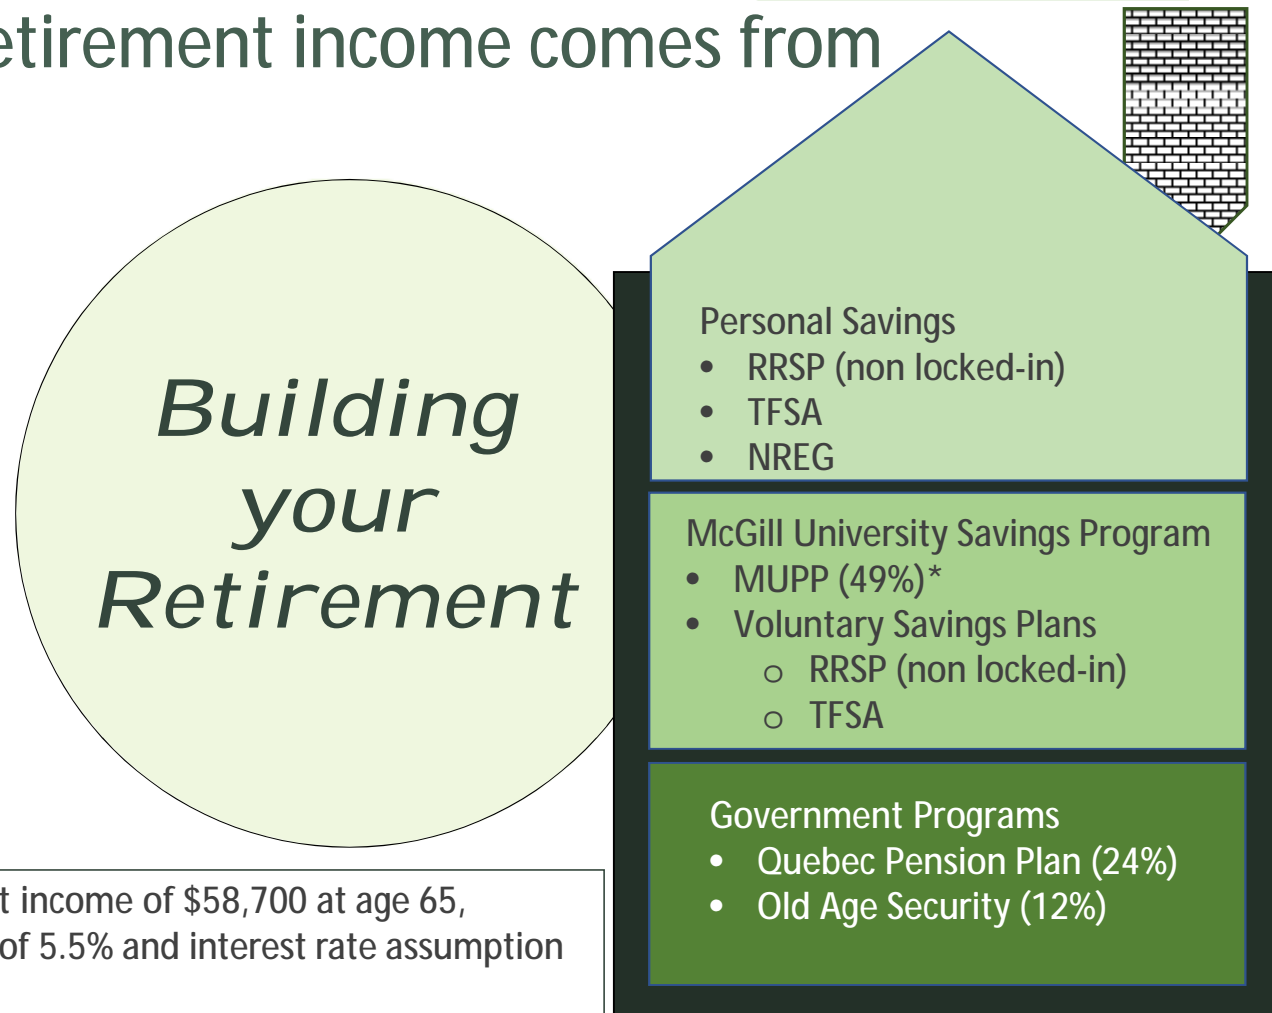 etirement income comes from
Building
your
Retirement
Personal Savings
• RRSP (non locked-in)
• TFSA
• NREG
McGill University Savings Program
• MUPP (49%)*
• Voluntary Savings Plans
o RRSP (non locked-in)
o TFSA
Government Programs
• Quebec Pension Plan (24%)
• Old Age Security (12%)
t income of $58,700 at age 65,
of 5.5% and interest rate assumption